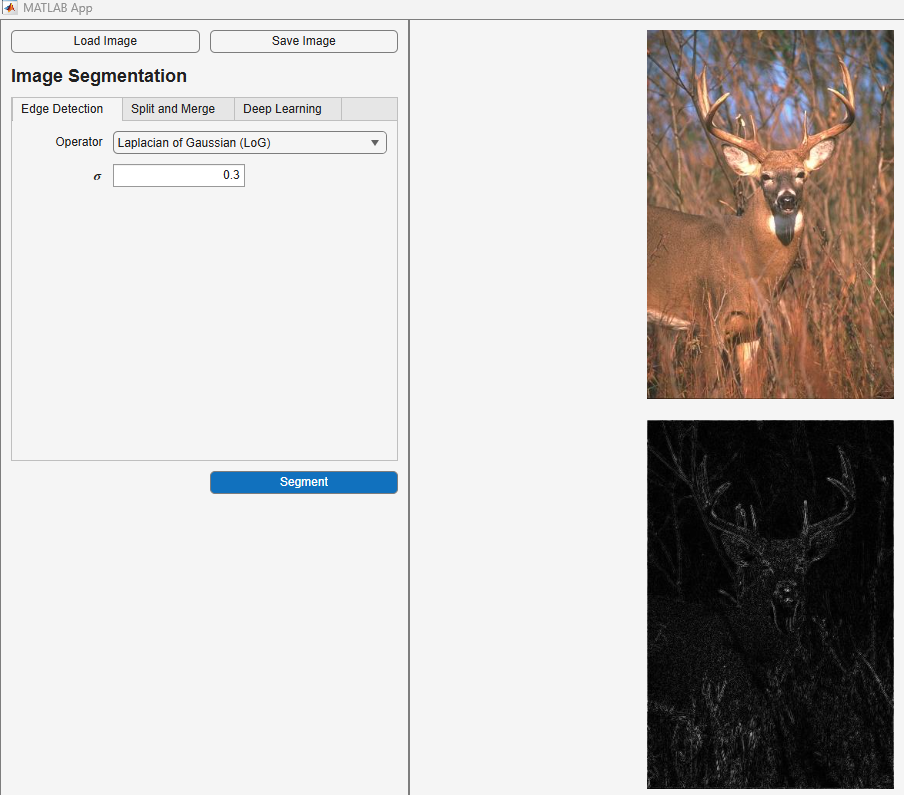 MATLAB App
Load Image
Save Image
Image Segmentation
Edge Detection
Split and Merge
Deep Learning
Operator
Laplacian of Gaussian (LoG)
σ
0.3
Segment